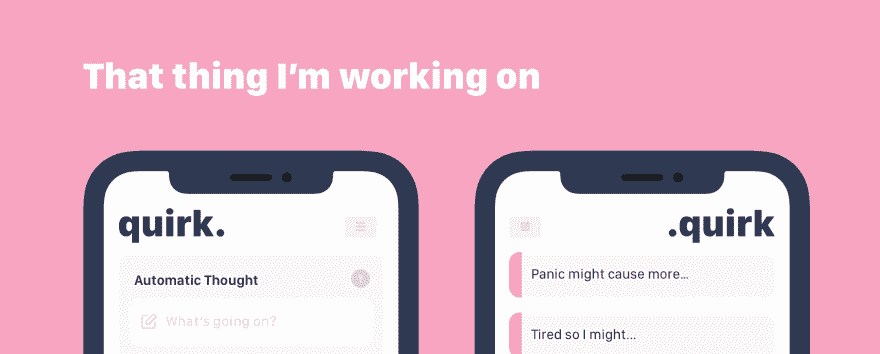 That thing I'm working on
quirk.
Automatic Thought
What's going on?
.quirk
Panic might cause more...
Tired so I might...